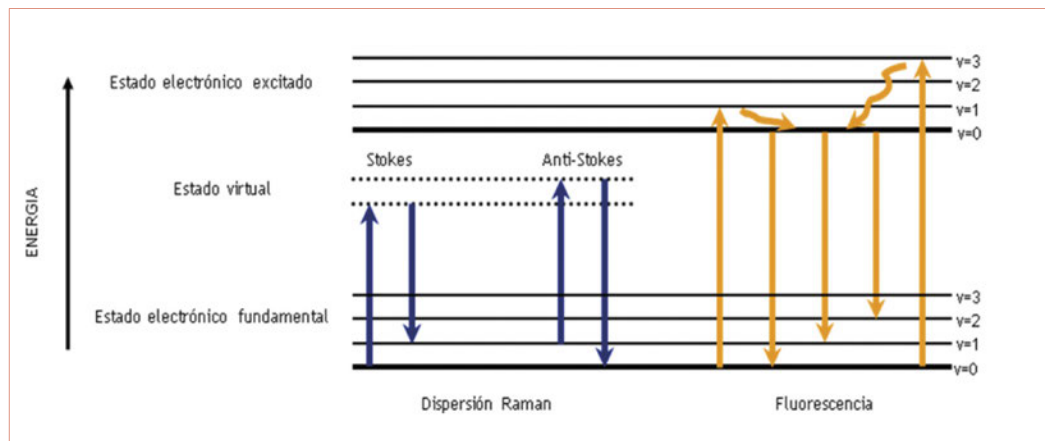 v=3
Estado electrónico excitado
v=2
v=1
v=0
Stokes
Anti-Stokes
Estado virtual
ENERGIA
v=3
Estado electrónico fundamental
v=2
v=1
v=0
Dispersión Raman
Fluorescencia